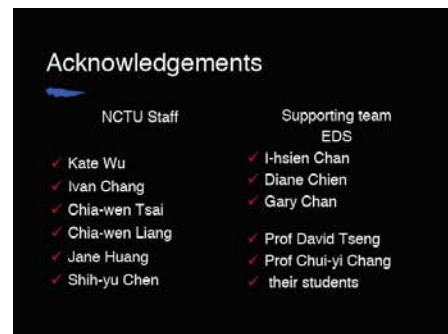 Acknowledgements
NCTU Staff
Kate Wu
Ivan Chang
Chia-wen Tsai
Chia-wen Liang
Jane Huang
Shih-yu Chen
Supporting team
EDS
I-hsien Chan
Diane Chien
Gary Chan
Prof David Tseng
Prof Chui-yi Chang
their students